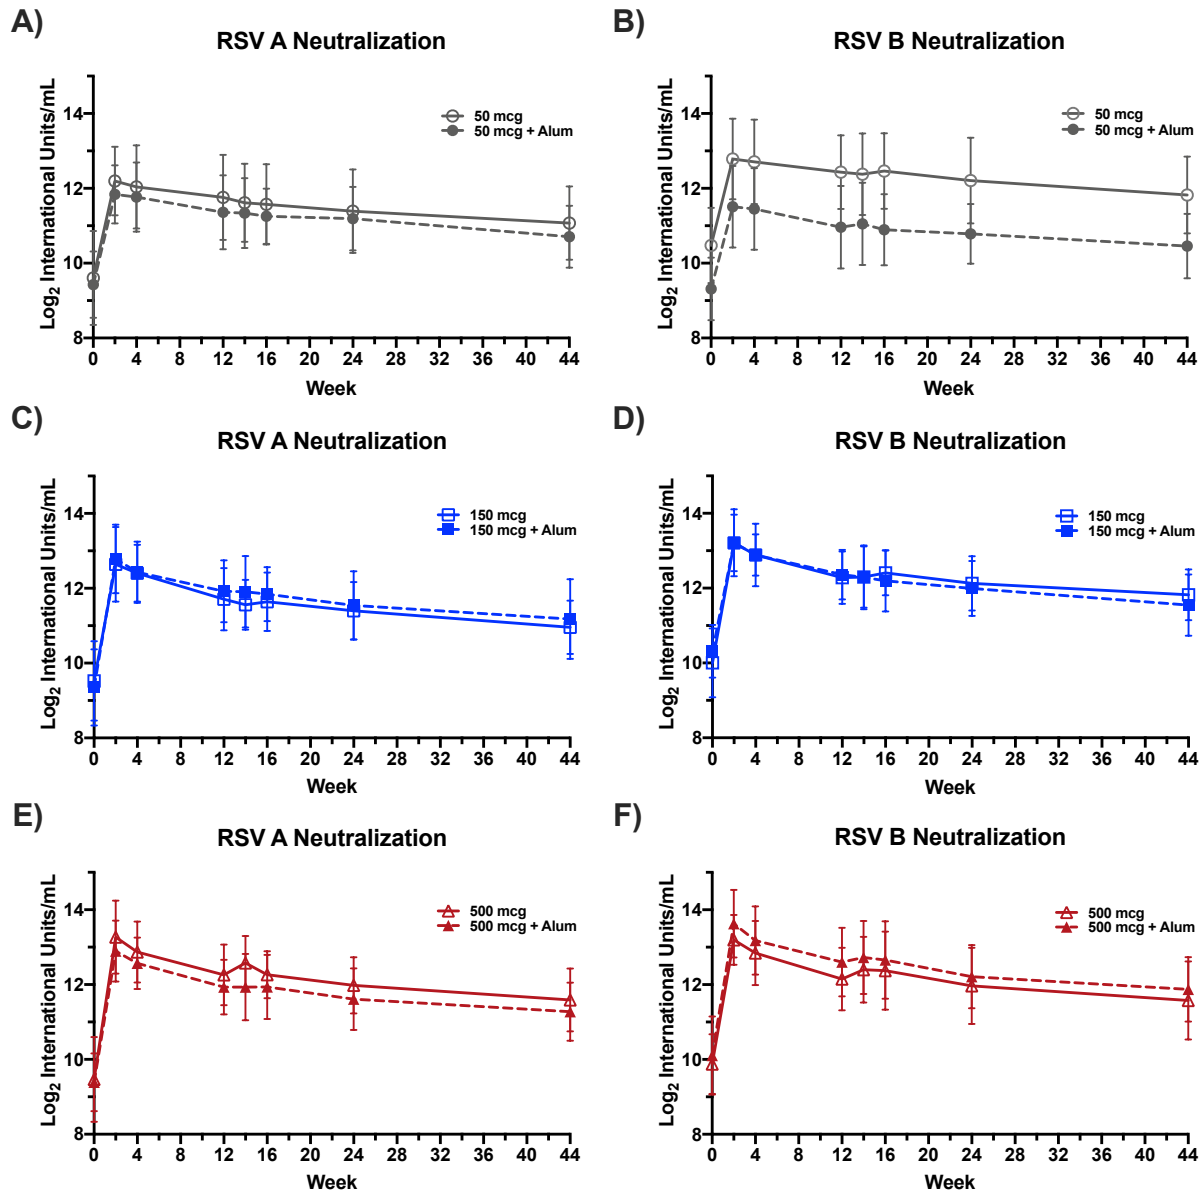 A)
RSV A Neutralization
Log2 International Units/mL
14
12
10
8
50 mcg
50 mcg + Alum
0 4 8 12 16 20 24 28 32 36 40 44
Week
B)
RSV B Neutralization
Log2 International Units/mL
14
12
10
8
50 mcg
50 mcg + Alum
0 4 8 12 16 20 24 28 32 36 40 44
Week
C)
RSV A Neutralization
Log2 International Units/mL
14
12
10
8
150 mcg
150 mcg + Alum
0 4 8 12 16 20 24 28 32 36 40 44
Week
D)
RSV B Neutralization
Log2 International Units/mL
14
12
10
8
150 mcg
150 mcg + Alum
0 4 8 12 16 20 24 28 32 36 40 44
Week
E)
RSV A Neutralization
Log2 International Units/mL
14
12
10
8
500 mcg
500 mcg + Alum
0 4 8 12 16 20 24 28 32 36 40 44
Week
F)
RSV B Neutralization
Log2 International Units/mL
14
12
10
8
500 mcg
500 mcg + Alum
0 4 8 12 16 20 24 28 32 36 40 44
Week